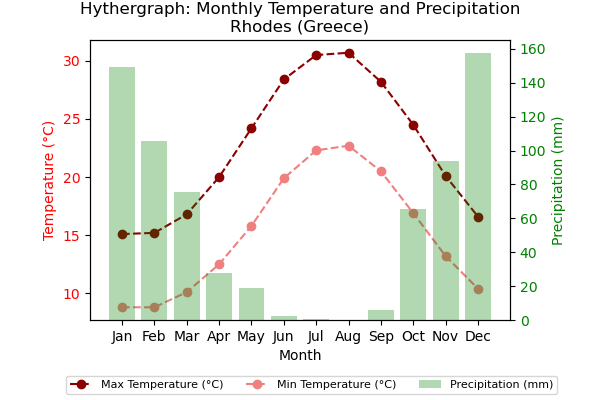 Hythergraph: Monthly Temperature and Precipitation
Rhodes (Greece)
30
25
20
15
10
Temperature (°C)
160
140
120
100
80
60
40
20
0
Precipitation (mm)
Jan Feb Mar Apr May Jun Jul Aug Sep Oct Nov Dec
Month
Max Temperature (°C) Min Temperature (°C) Precipitation (mm)